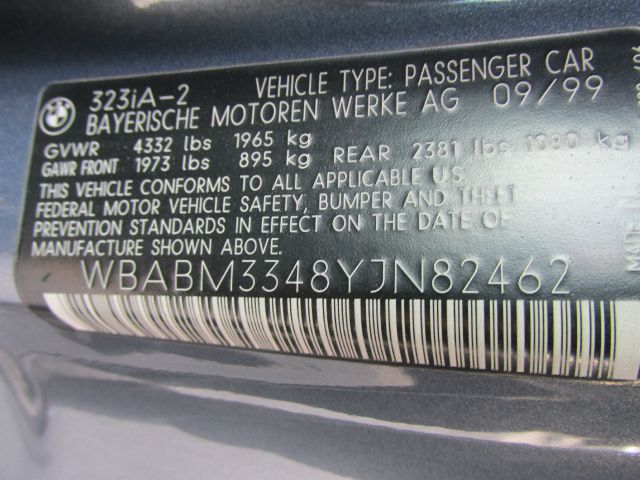 BMW
323iA-2 VEHICLE TYPE: PASSENGER CAR
BAYERISCHE MOTOREN WERKE AG 09/99
GVWR 4332 lbs 1965 kg
GAWR FRONT 1973 lbs 895 kg REAR 2381 lbs 1080 kg
THIS VEHICLE CONFORMS TO ALL APPLICABLE U.S.
FEDERAL MOTOR VEHICLE SAFETY, BUMPER AND THEFT
PREVENTION STANDARDS IN EFFECT ON THE DATE OF
MANUFACTURE SHOWN ABOVE.
WBABM3348YJN82462